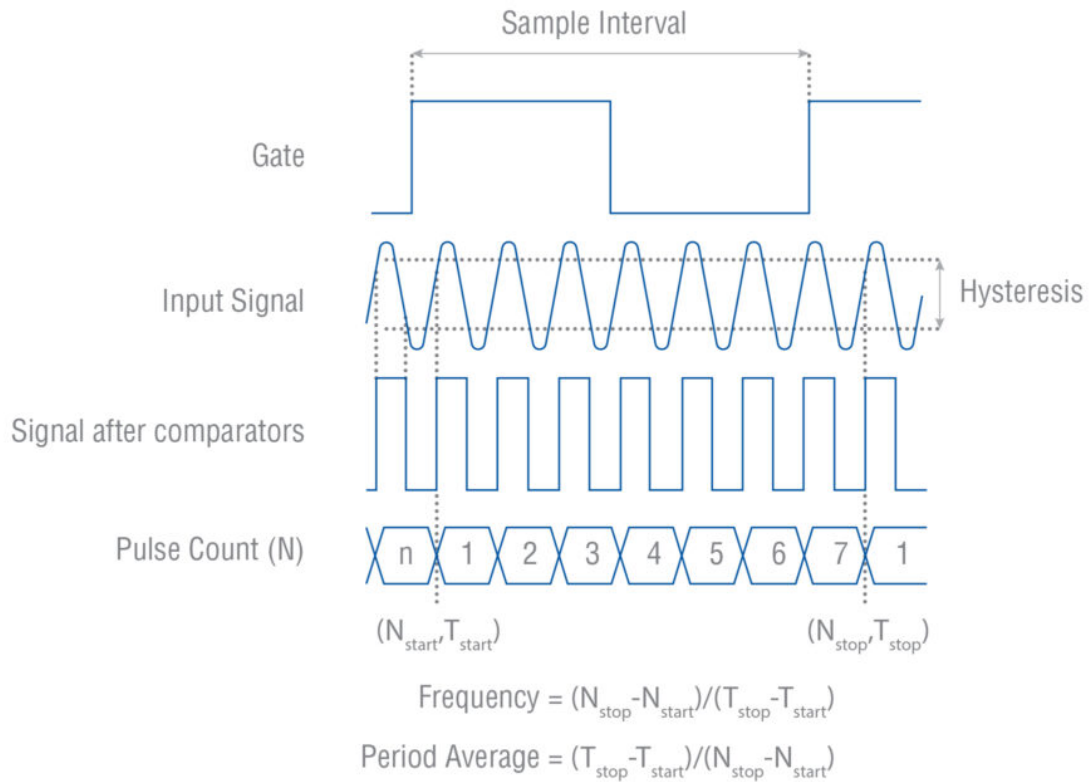 Sample Interval
Gate
Input Signal
Hysteresis
Signal after comparators
Pulse Count (N)
n 1 2 3 4 5 6 7 1
(Nstart,Tstart)
(Nstop,Tstop)
Frequency = (Nstop-Nstart)/(Tstop-Tstart)
Period Average = (Tstop-Tstart)/(Nstop-Nstart)